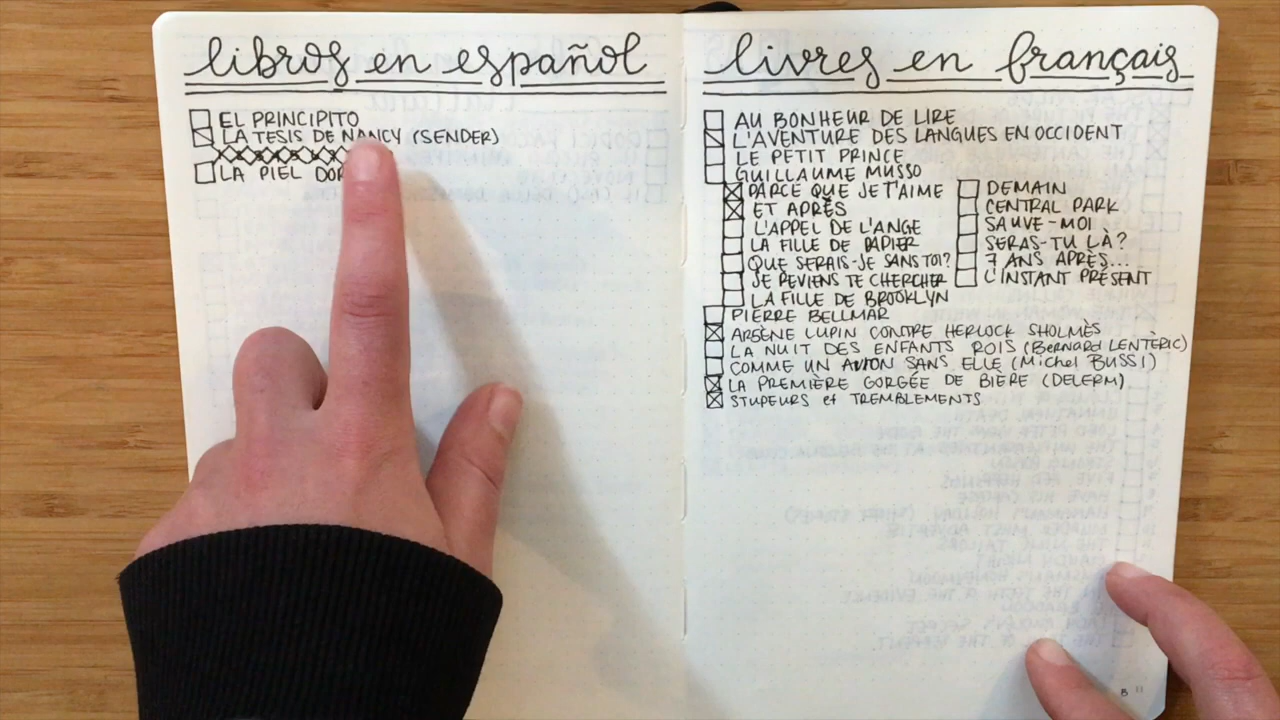 libros en español
EL PRINCIPITO
LA TESIS DE NANCY (SENDER)
LA PIEL
livres en français
AU BONHEUR DE LIRE
L'AVENTURE DES LANGUES EN OCCIDENT
LE PETIT PRINCE
GUILLAUME MUSSO
PARCE QUE JE T'AIME
ET APRÈS
L'APPEL DE L'ANGE
LA FILLE DE PAPIER
QUE SERAIS-JE SANS TOI?
JE REVIENS TE CHERCHER
LA FILLE DE BROOKLYN
DEMAIN
CENTRAL PARK
SAUVE-MOI
SERAS-TU LÀ?
7 ANS APRÈS...
L'INSTANT PRÉSENT
PIERRE BELLMAR
ARSÈNE LUPIN CONTRE HERLOCK SHOLMÈS
LA NUIT DES ENFANTS ROIS (Bernard LENTÈRIC)
COMME UN AVION SANS ELLE (Michel BUSSI)
LA PREMIÈRE GORGÉE DE BIÈRE (DELERM)
STUPEURS et TREMBLEMENTS
11